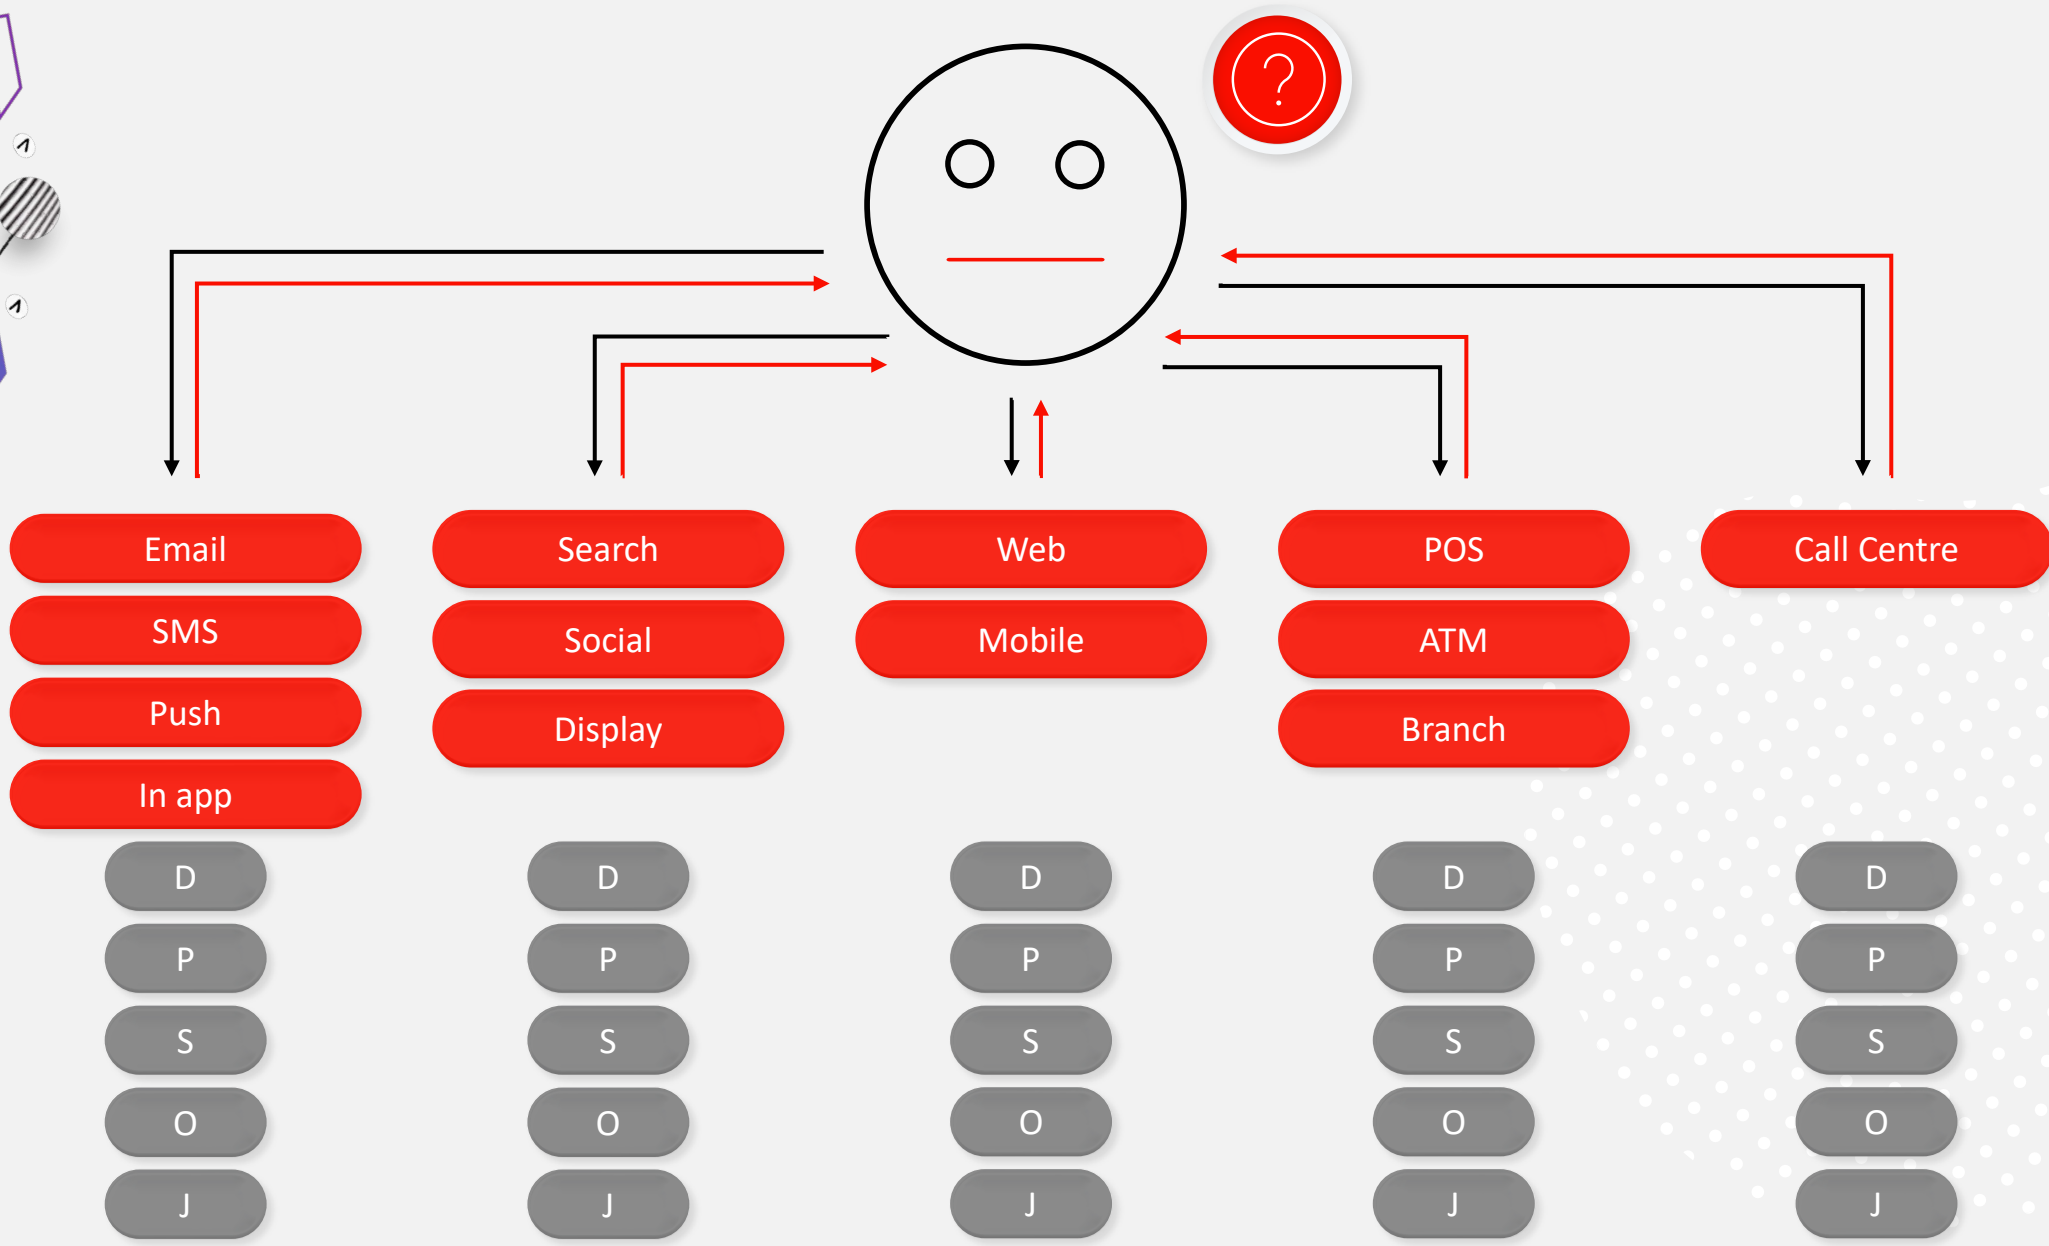 ?
Email
Search
Web
POS
Call Centre
SMS
Social
Mobile
ATM
Push
Display
Branch
In app
D
D
D
D
D
P
P
P
P
P
S
S
S
S
S
O
O
O
O
O
J
J
J
J
J